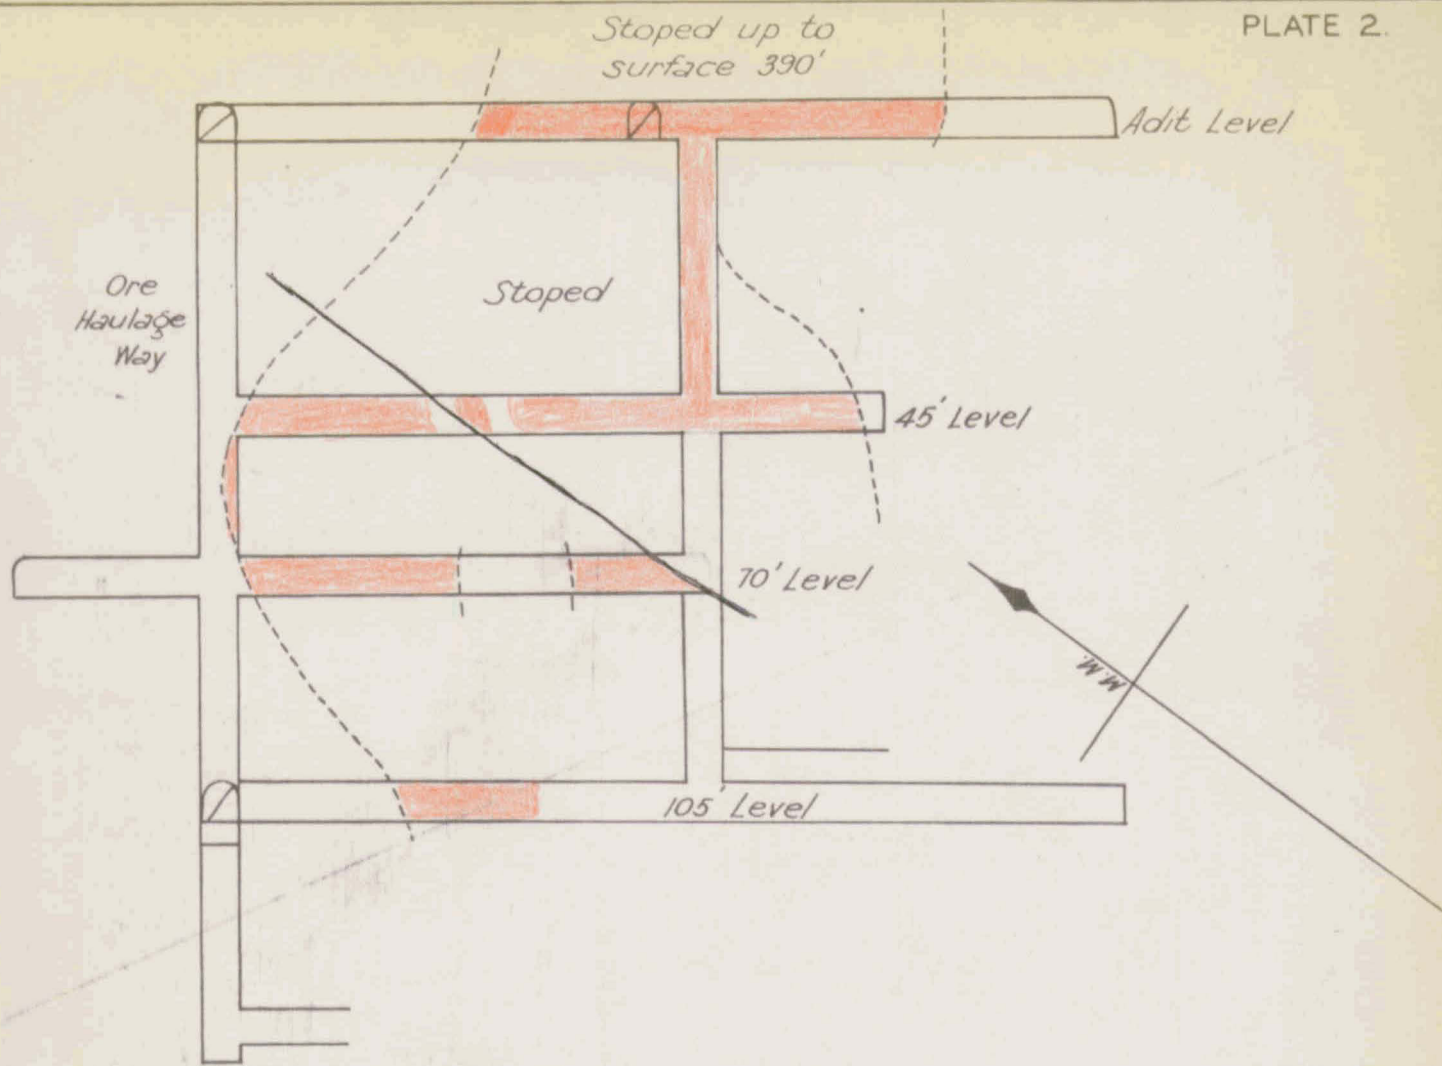 PLATE 2.
Stoped up to
surface 390'
Adit Level
Ore
Haulage
Way
Stoped
45' Level
70' Level
M.M.
105' Level